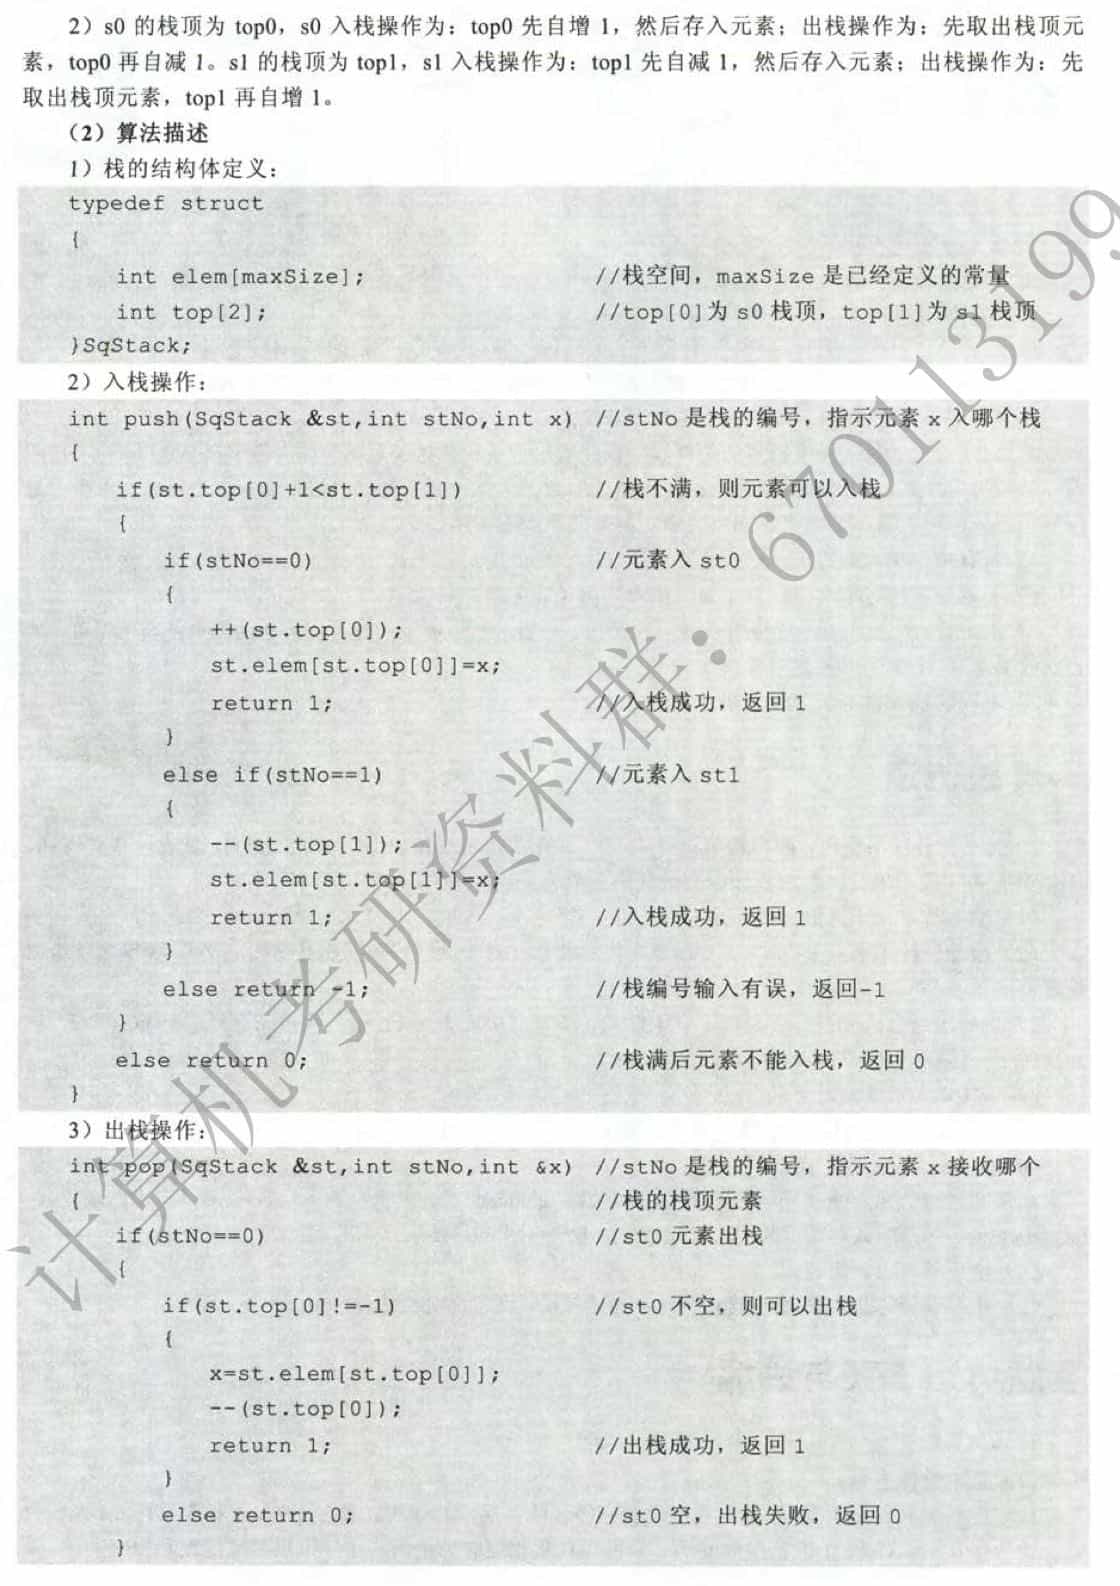 2）s0 的栈顶为 top0，s0 入栈操作为：top0 先自增 1，然后存入元素；出栈操作为：先取出栈顶元
素，top0 再自减 1。s1 的栈顶为 top1，s1 入栈操作为：top1 先自减 1，然后存入元素；出栈操作为：先
取出栈顶元素，top1 再自增 1。
（2）算法描述
1）栈的结构体定义：
typedef struct
{
int elem[maxSize]; //栈空间，maxSize 是已经定义的常量
int top[2]; //top[0]为 s0 栈顶，top[1]为 s1 栈顶
}SqStack;
2）入栈操作：
int push(SqStack &st,int stNo,int x) //stNo 是栈的编号，指示元素 x 入哪个栈
{
if(st.top[0]+1<st.top[1]) //栈不满，则元素可以入栈
{
if(stNo==0) //元素入 st0
{
++(st.top[0]);
st.elem[st.top[0]]=x;
return 1; //入栈成功，返回 1
}
else if(stNo==1) //元素入 st1
{
--(st.top[1]);
st.elem[st.top[1]]=x;
return 1; //入栈成功，返回 1
}
else return -1; //栈编号输入有误，返回-1
}
else return 0; //栈满后元素不能入栈，返回 0
}
3）出栈操作：
int pop(SqStack &st,int stNo,int &x) //stNo 是栈的编号，指示元素 x 接收哪个
{ //栈的栈顶元素
if(stNo==0) //st0 元素出栈
{
if(st.top[0]!=-1) //st0 不空，则可以出栈
{
x=st.elem[st.top[0]];
--(st.top[0]);
return 1; //出栈成功，返回 1
}
else return 0; //st0 空，出栈失败，返回 0
}
计算机考研资料群：670113199